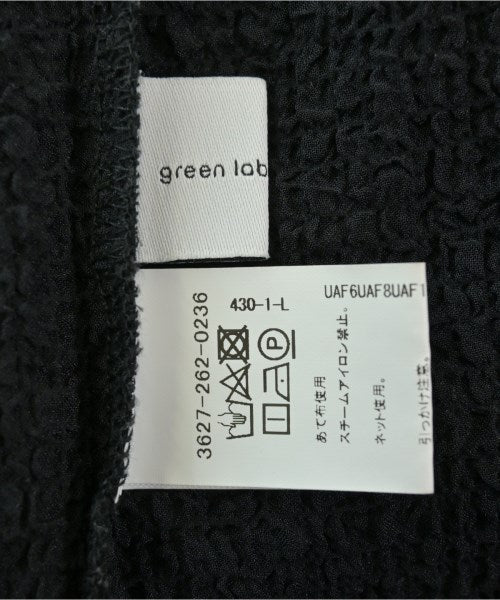 green lab
3627-262-0236
430-1-L
UAF6UAF8UAF1
P
あて布使用
スチームアイロン禁止。
ネット使用。
引っかけ注意。